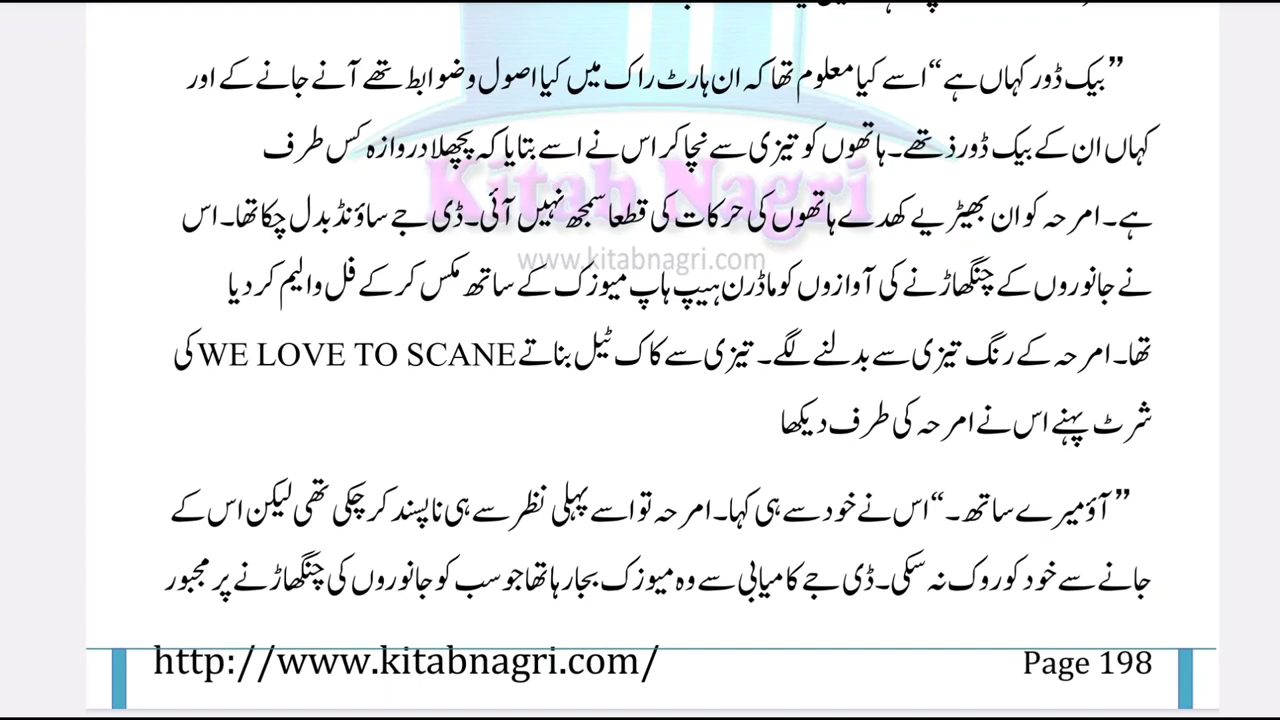 ”بیک ڈور کہاں ہے“ اسے کیا معلوم تھا کہ ان ہارٹ راک میں کیا اصول وضوابط تھے آنے جانے کے اور
کہاں ان کے بیک ڈورز تھے۔ ہاتھوں کو تیزی سے نچا کر اس نے اسے بتایا کہ پچھلا دروازہ کس طرف
Kitab Nagri
ہے۔ امرحہ کو ان بھیڑیے کھدے ہاتھوں کی حرکات کی قطعا سمجھ نہیں آئی۔ ڈی جے ساؤنڈ بدل چکا تھا۔ اس
www.kitabnagri.com
نے جانوروں کے چنگھاڑنے کی آوازوں کو ماڈرن ہیپ ہاپ میوزک کے ساتھ مکس کر کے فل والیم کر دیا
تھا۔ امرحہ کے رنگ تیزی سے بدلنے لگے۔ تیزی سے کاک ٹیل بناتے WE LOVE TO SCANE کی
شرٹ پہنے اس نے امرحہ کی طرف دیکھا
”آؤ میرے ساتھ۔“ اس نے خود سے ہی کہا۔ امرحہ تو اسے پہلی نظر سے ہی ناپسند کر چکی تھی لیکن اس کے
جانے سے خود کو روک نہ سکی۔ ڈی جے کامیابی سے وہ میوزک بجا رہا تھا جو سب کو جانوروں کی چنگھاڑنے پر مجبور
http://www.kitabnagri.com/ Page 198